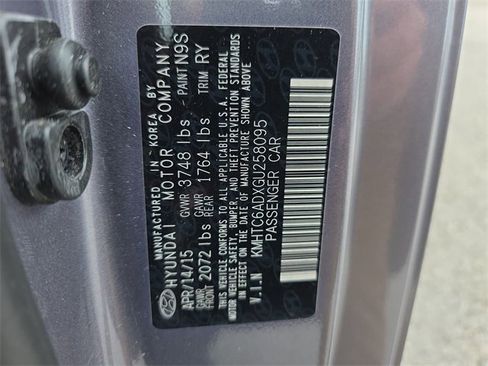 MANUFACTURED IN KOREA BY
HYUNDAI MOTOR COMPANY
APR/14/15 GVWR 3748 lbs PAINT N9S
GAWR FRONT 2072 lbs GAWR REAR 1764 lbs TRIM RY
THIS VEHICLE CONFORMS TO ALL APPLICABLE U.S.A. FEDERAL
MOTOR VEHICLE SAFETY, BUMPER, AND THEFT PREVENTION STANDARDS
IN EFFECT ON THE DATE OF MANUFACTURE SHOWN ABOVE
V.I.N KMHTC6ADXGU258095
PASSENGER CAR